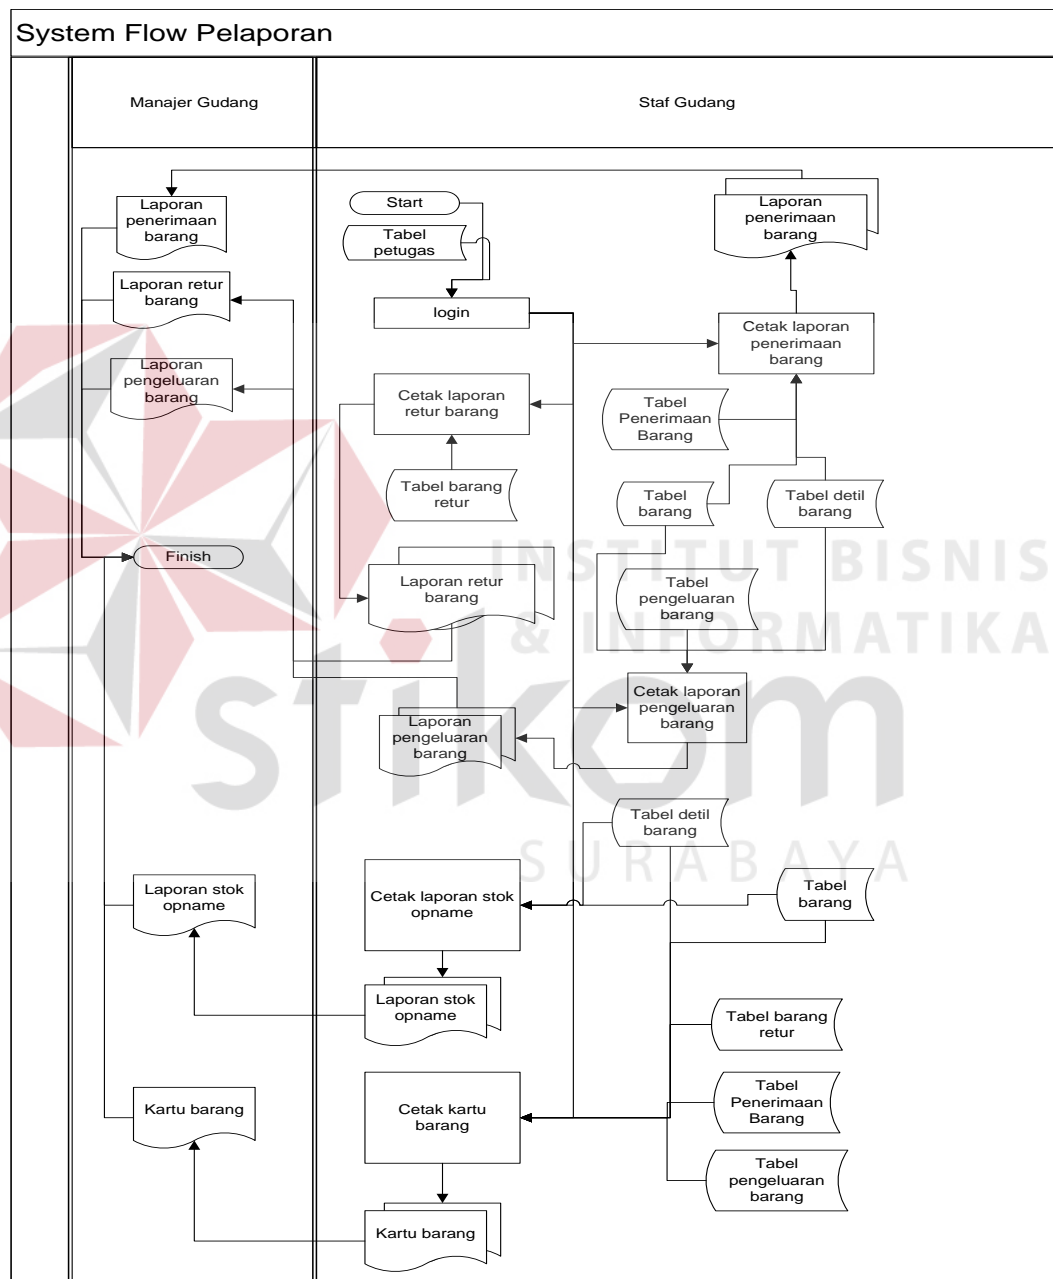 System Flow Pelaporan
Manajer Gudang
Staf Gudang
Laporan
penerimaan
barang
Start
Tabel
petugas
Laporan
penerimaan
barang
Laporan retur
barang
login
Cetak laporan
penerimaan
barang
Laporan
pengeluaran
barang
Cetak laporan
retur barang
Tabel
Penerimaan
Barang
Tabel barang
retur
Tabel
barang
Tabel detil
barang
Finish
INSTITUT BISNIS
& INFORMATIKA
Laporan retur
barang
Tabel
pengeluaran
barang
stikom
SURABAYA
Cetak laporan
pengeluaran
barang
Laporan
pengeluaran
barang
Tabel detil
barang
Laporan stok
opname
Cetak laporan stok
opname
Tabel
barang
Laporan stok
opname
Tabel barang
retur
Kartu barang
Cetak kartu
barang
Tabel
Penerimaan
Barang
Tabel
pengeluaran
barang
Kartu barang